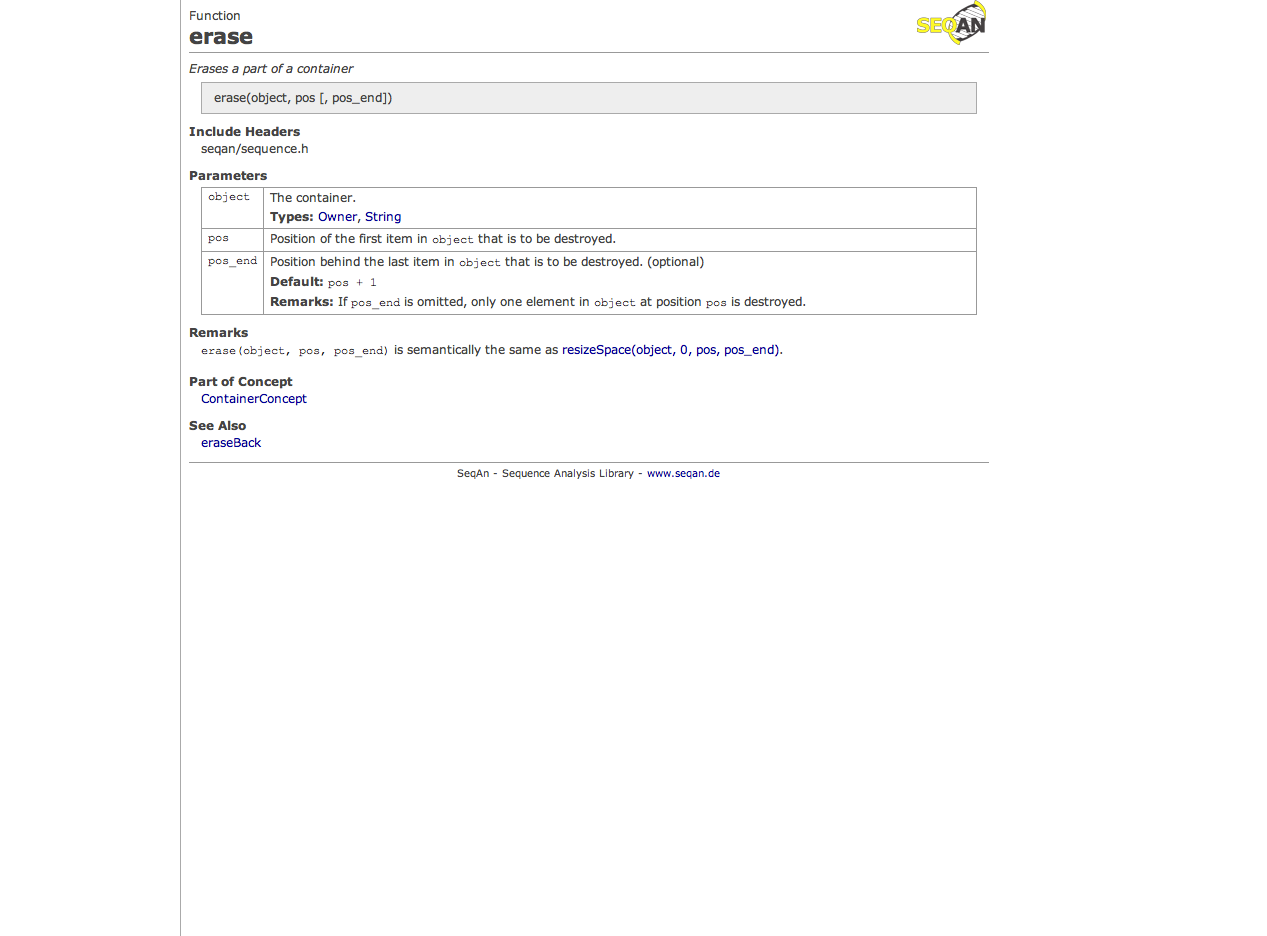 Function
SEQAN
erase
Erases a part of a container
erase(object, pos [, pos_end])
Include Headers
seqan/sequence.h
Parameters
object The container.
Types: Owner, String
pos Position of the first item in object that is to be destroyed.
pos_end Position behind the last item in object that is to be destroyed. (optional)
Default: pos + 1
Remarks: If pos_end is omitted, only one element in object at position pos is destroyed.
Remarks
erase(object, pos, pos_end) is semantically the same as resizeSpace(object, 0, pos, pos_end).
Part of Concept
ContainerConcept
See Also
eraseBack
SeqAn - Sequence Analysis Library - www.seqan.de